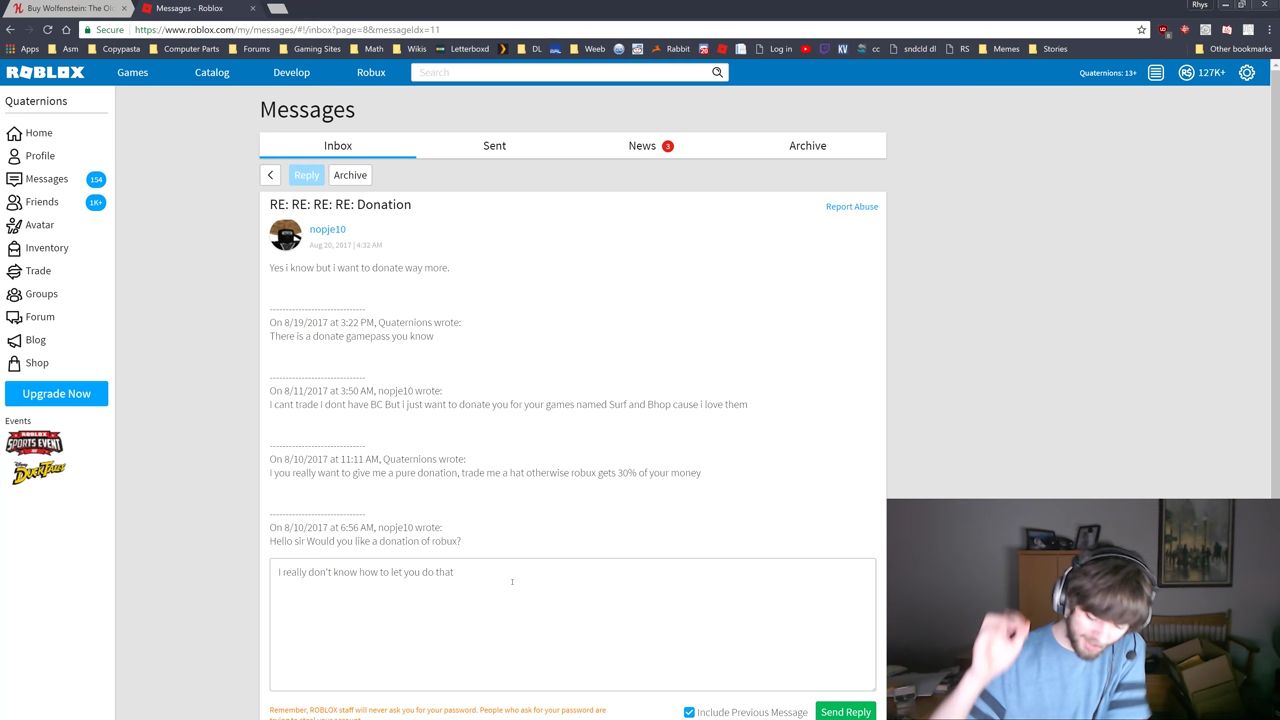 Buy Wolfenstein: The Ol
Messages - Roblox
Rhys
Secure
https://www.roblox.com/my/messages/#!/inbox?page=8&messageIdx=11
Apps
Asm
Copypasta
Computer Parts
Forums
Gaming Sites
Math
Wikis
Letterboxd
DL
Weeb
Rabbit
Log in
KV
cc
sndcld dl
RS
Memes
Stories
Other bookmarks
ROBLOX
Games
Catalog
Develop
Robux
Search
Quaternions: 13+
R$ 127K+
Quaternions
Home
Profile
Messages 154
Friends 1K+
Avatar
Inventory
Trade
Groups
Forum
Blog
Shop
Upgrade Now
Events
ROBLOX SPORTS EVENT
Disney DUCKTALES
Messages
Inbox
Sent
News 3
Archive
Reply
Archive
RE: RE: RE: RE: Donation
Report Abuse
nopje10
Aug 20, 2017 | 4:32 AM
Yes i know but i want to donate way more.
------------------------------
On 8/19/2017 at 3:22 PM, Quaternions wrote:
There is a donate gamepass you know
------------------------------
On 8/11/2017 at 3:50 AM, nopje10 wrote:
I cant trade I dont have BC But i just want to donate you for your games named Surf and Bhop cause i love them
------------------------------
On 8/10/2017 at 11:11 AM, Quaternions wrote:
I you really want to give me a pure donation, trade me a hat otherwise robux gets 30% of your money
------------------------------
On 8/10/2017 at 6:56 AM, nopje10 wrote:
Hello sir Would you like a donation of robux?
i really don't know how to let you do that
Remember, ROBLOX staff will never ask you for your password. People who ask for your password are
trying to steal your account.
Include Previous Message
Send Reply